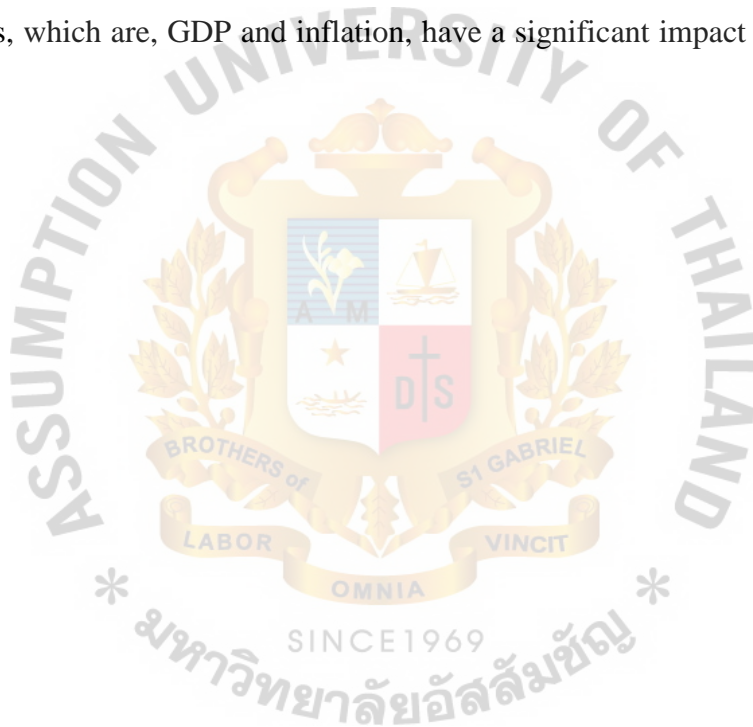 s, which are, GDP and inflation, have a significant impact
ASSUMPTION UNIVERSITY OF THAILAND
A M
D S
BROTHERS of
S1 GABRIEL
LABOR
VINCIT
OMNIA
* SINCE1969 *
มหาวิทยาลัยอัสสัมชัญ